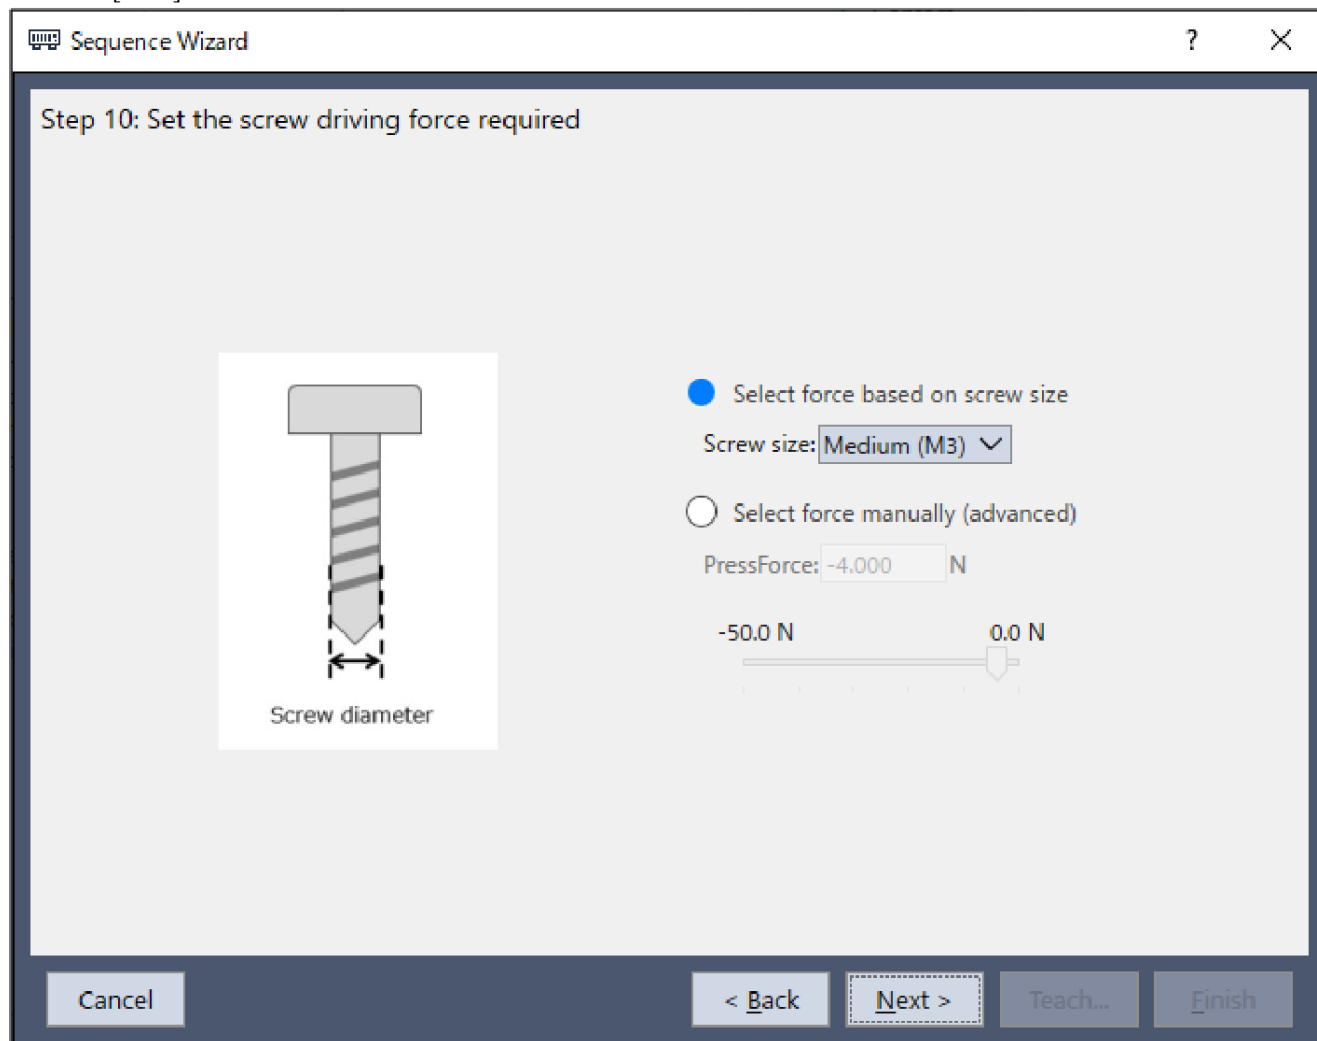 Sequence Wizard
?
Step 10: Set the screw driving force required
Select force based on screw size
Screw size: Medium (M3)
Select force manually (advanced)
PressForce: -4.000 N
-50.0 N 0.0 N
Screw diameter
Cancel < Back Next > Teach... Finish